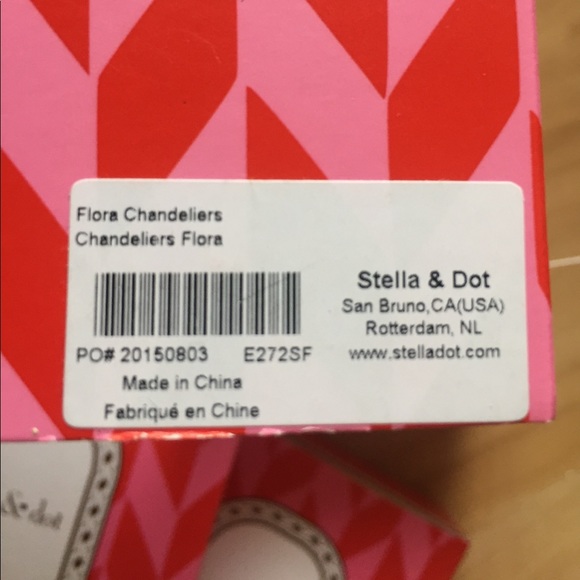 Flora Chandeliers
Chandeliers Flora
PO# 20150803 E272SF
Made in China
Fabriqué en Chine
Stella & Dot
San Bruno,CA(USA)
Rotterdam, NL
www.stelladot.com
& dot